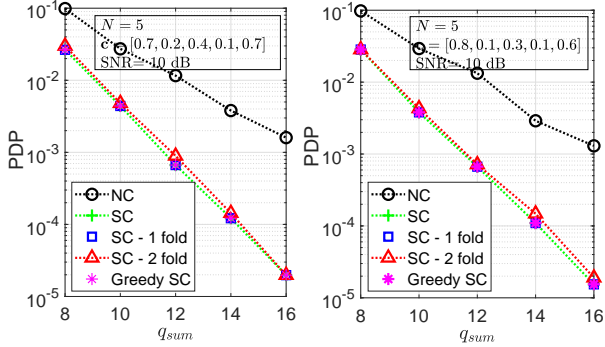 N = 5
c = [0.7, 0.2, 0.4, 0.1, 0.7]
SNR= 10 dB
10^-1
10^-2
10^-3
10^-4
10^-5
PDP
NC
SC
SC - 1 fold
SC - 2 fold
Greedy SC
8 10 12 14 16
q_sum
N = 5
= [0.8, 0.1, 0.3, 0.1, 0.6]
SNR= 10 dB
10^-1
10^-2
10^-3
10^-4
10^-5
PDP
NC
SC
SC - 1 fold
SC - 2 fold
Greedy SC
8 10 12 14 16
q_sum